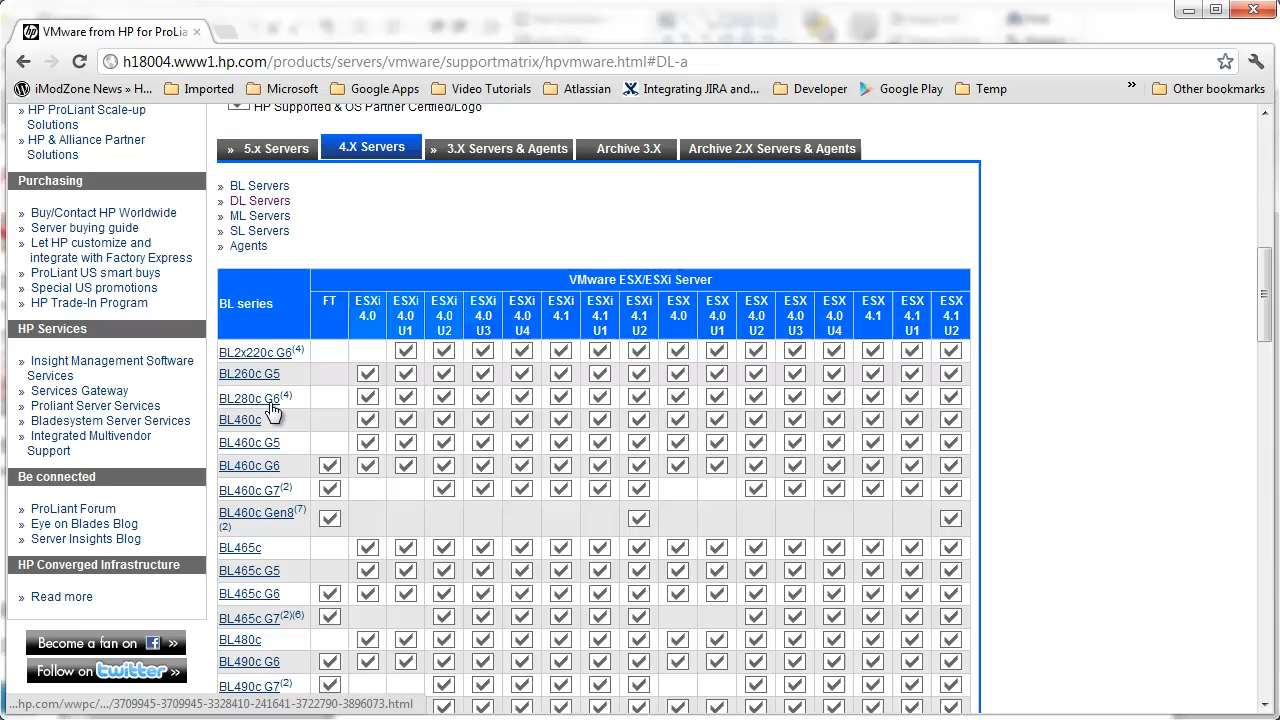 VMware from HP for ProLia
h18004.www1.hp.com/products/servers/vmware/supportmatrix/hpvmware.html#DL-a
iModZone News » H...
Imported
Microsoft
Google Apps
Video Tutorials
Atlassian
Integrating JIRA and...
Developer
Google Play
Temp
»
Other bookmarks
» HP ProLiant Scale-up
Solutions
» HP & Alliance Partner
Solutions
Purchasing
» Buy/Contact HP Worldwide
» Server buying guide
» Let HP customize and
integrate with Factory Express
» ProLiant US smart buys
» Special US promotions
» HP Trade-In Program
HP Services
» Insight Management Software
Services
» Services Gateway
» Proliant Server Services
» Bladesystem Server Services
» Integrated Multivendor
Support
Be connected
» ProLiant Forum
» Eye on Blades Blog
» Server Insights Blog
HP Converged Infrastructure
» Read more
Become a fan on f »
Follow on twitter »
HP Supported & OS Partner Certified/Logo
» 5.x Servers
4.X Servers
» 3.X Servers & Agents
Archive 3.X
Archive 2.X Servers & Agents
» BL Servers
» DL Servers
» ML Servers
» SL Servers
» Agents
BL series
VMware ESX/ESXi Server
FT
ESXi 4.0
ESXi 4.0 U1
ESXi 4.0 U2
ESXi 4.0 U3
ESXi 4.0 U4
ESXi 4.1
ESXi 4.1 U1
ESXi 4.1 U2
ESX 4.0
ESX 4.0 U1
ESX 4.0 U2
ESX 4.0 U3
ESX 4.0 U4
ESX 4.1
ESX 4.1 U1
ESX 4.1 U2
BL2x220c G6(4)
BL260c G5
BL280c G6(4)
BL460c
BL460c G5
BL460c G6
BL460c G7(2)
BL460c Gen8(7)
(2)
BL465c
BL465c G5
BL465c G6
BL465c G7(2)(6)
BL480c
BL490c G6
BL490c G7(2)
...hp.com/wwpc/.../3709945-3709945-3328410-241641-3722790-3896073.html